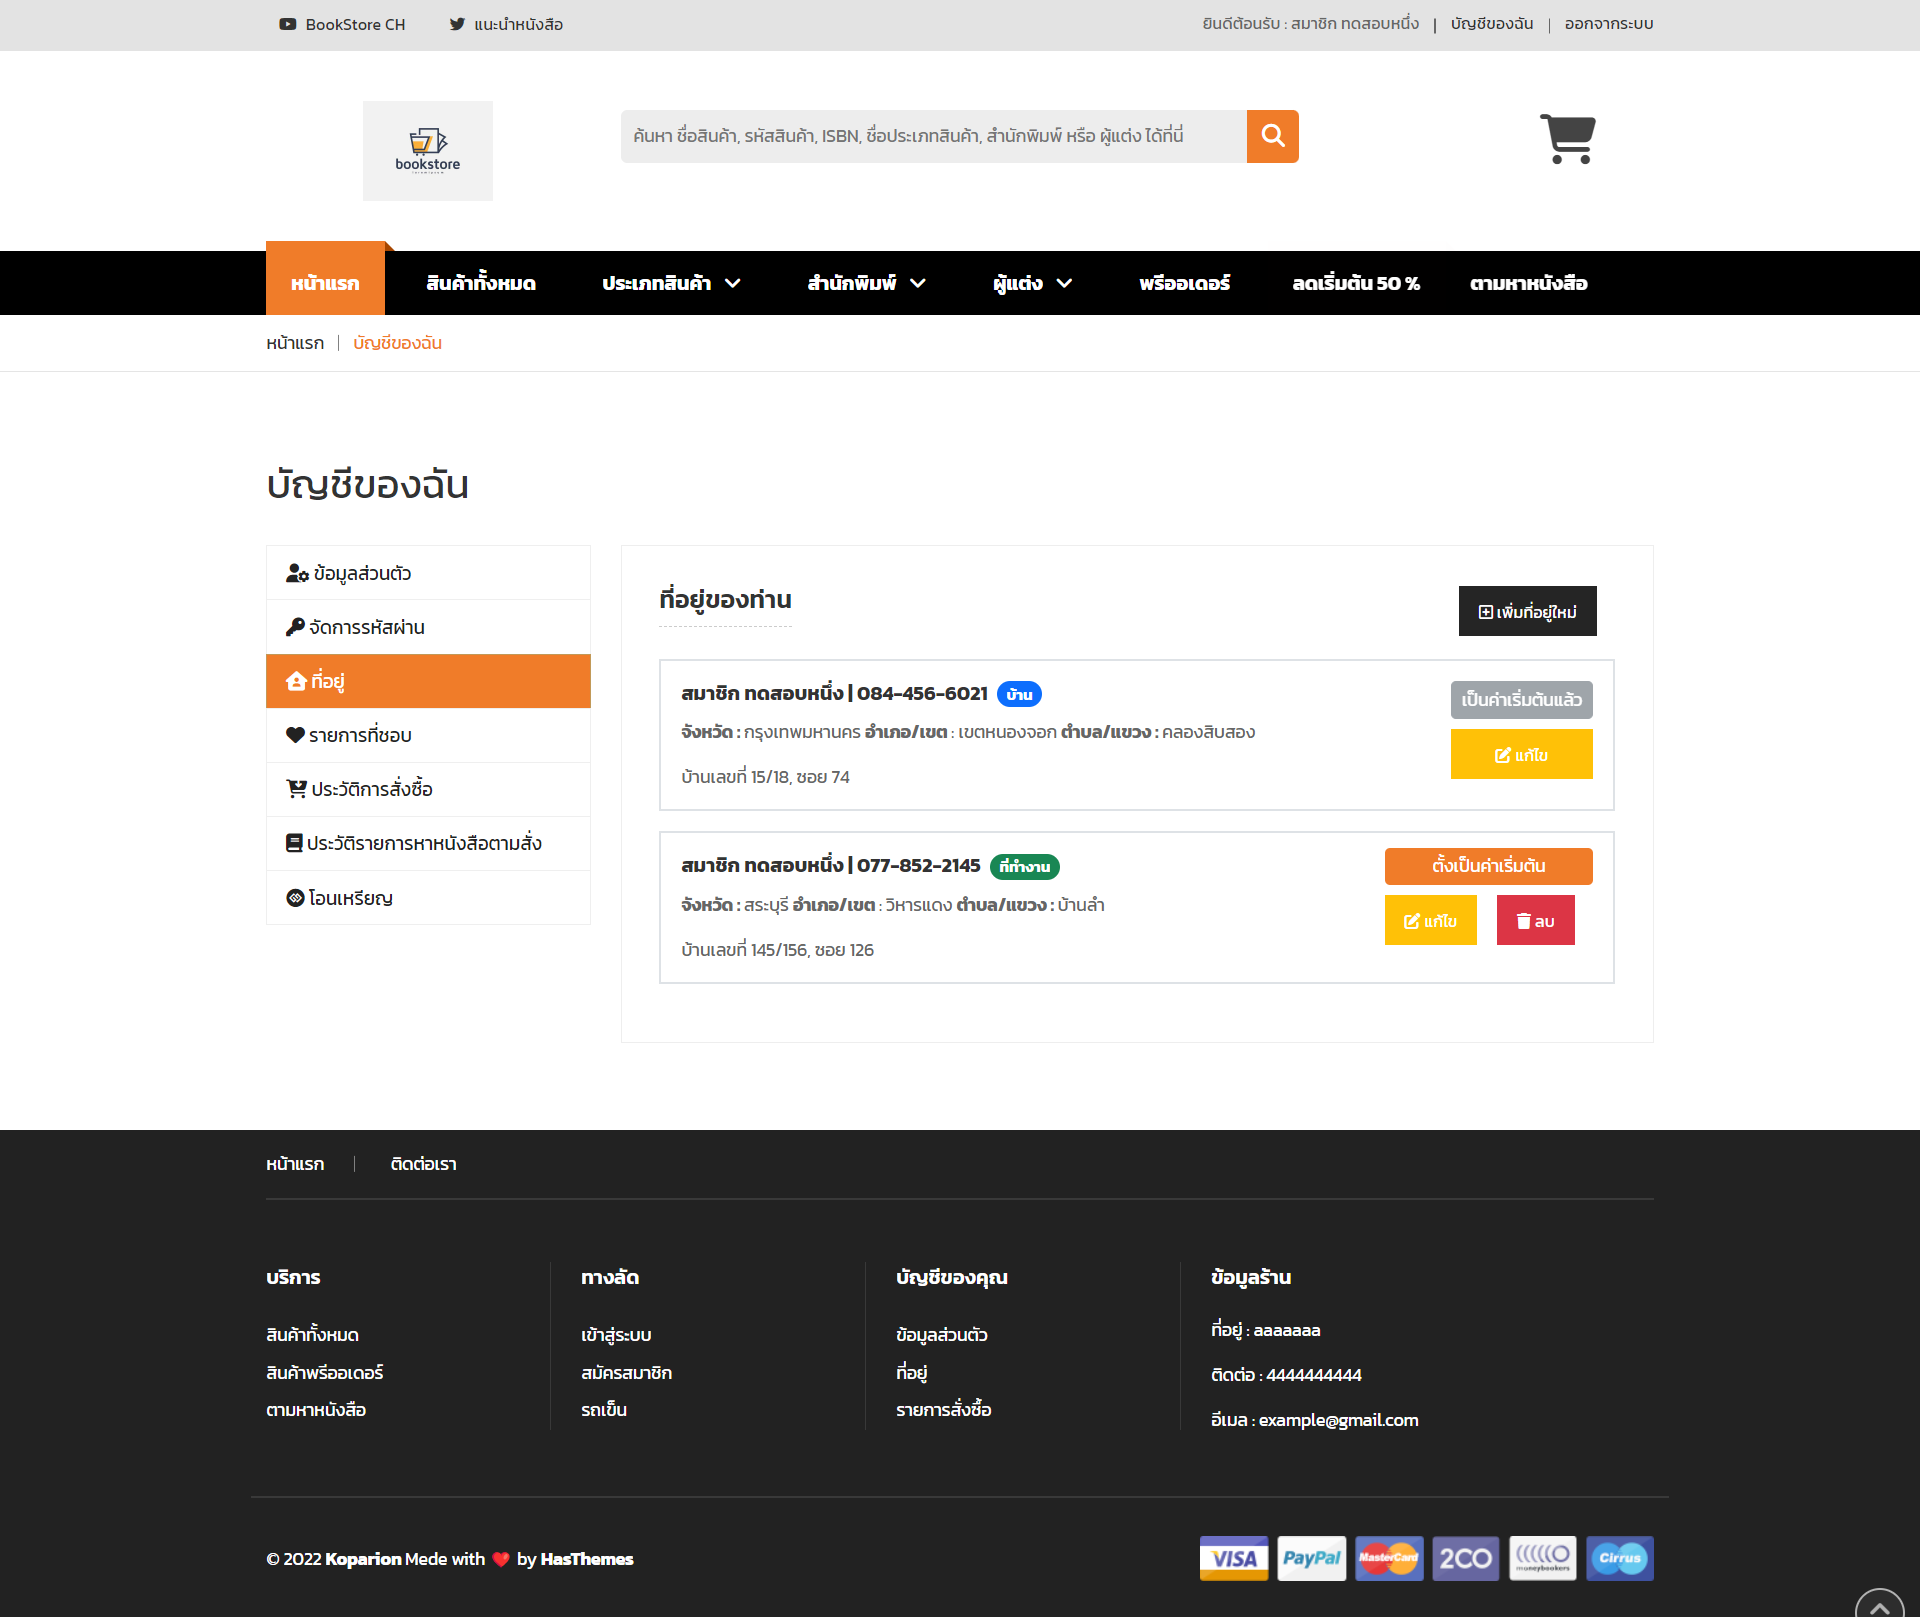 BookStore CH
แนะนำหนังสือ
ยินดีต้อนรับ : สมาชิก ทดสอบหนึ่ง | บัญชีของฉัน | ออกจากระบบ
bookstore
ค้นหา ชื่อสินค้า, รหัสสินค้า, ISBN, ชื่อประเภทสินค้า, สำนักพิมพ์ หรือ ผู้แต่ง ได้ที่นี่
หน้าแรก
สินค้าทั้งหมด
ประเภทสินค้า
สำนักพิมพ์
ผู้แต่ง
พรีออเดอร์
ลดเริ่มต้น 50 %
ตามหาหนังสือ
หน้าแรก | บัญชีของฉัน
บัญชีของฉัน
ข้อมูลส่วนตัว
จัดการรหัสผ่าน
ที่อยู่
รายการที่ชอบ
ประวัติการสั่งซื้อ
ประวัติรายการหาหนังสือตามสั่ง
โอนเหรียญ
ที่อยู่ของท่าน
เพิ่มที่อยู่ใหม่
สมาชิก ทดสอบหนึ่ง | 084-456-6021 บ้าน
เป็นค่าเริ่มต้นแล้ว
จังหวัด : กรุงเทพมหานคร อำเภอ/เขต : เขตหนองจอก ตำบล/แขวง : คลองสิบสอง
แก้ไข
บ้านเลขที่ 15/18, ซอย 74
สมาชิก ทดสอบหนึ่ง | 077-852-2145 ที่ทำงาน
ตั้งเป็นค่าเริ่มต้น
จังหวัด : สระบุรี อำเภอ/เขต : วิหารแดง ตำบล/แขวง : บ้านลำ
แก้ไข
ลบ
บ้านเลขที่ 145/156, ซอย 126
หน้าแรก | ติดต่อเรา
บริการ
สินค้าทั้งหมด
สินค้าพรีออเดอร์
ตามหาหนังสือ
ทางลัด
เข้าสู่ระบบ
สมัครสมาชิก
รถเข็น
บัญชีของคุณ
ข้อมูลส่วนตัว
ที่อยู่
รายการสั่งซื้อ
ข้อมูลร้าน
ที่อยู่ : aaaaaaa
ติดต่อ : 4444444444
อีเมล : example@gmail.com
© 2022 Koparion Mede with ❤️ by HasThemes
VISA
PayPal
MasterCard
2CO
moneybookers
Cirrus